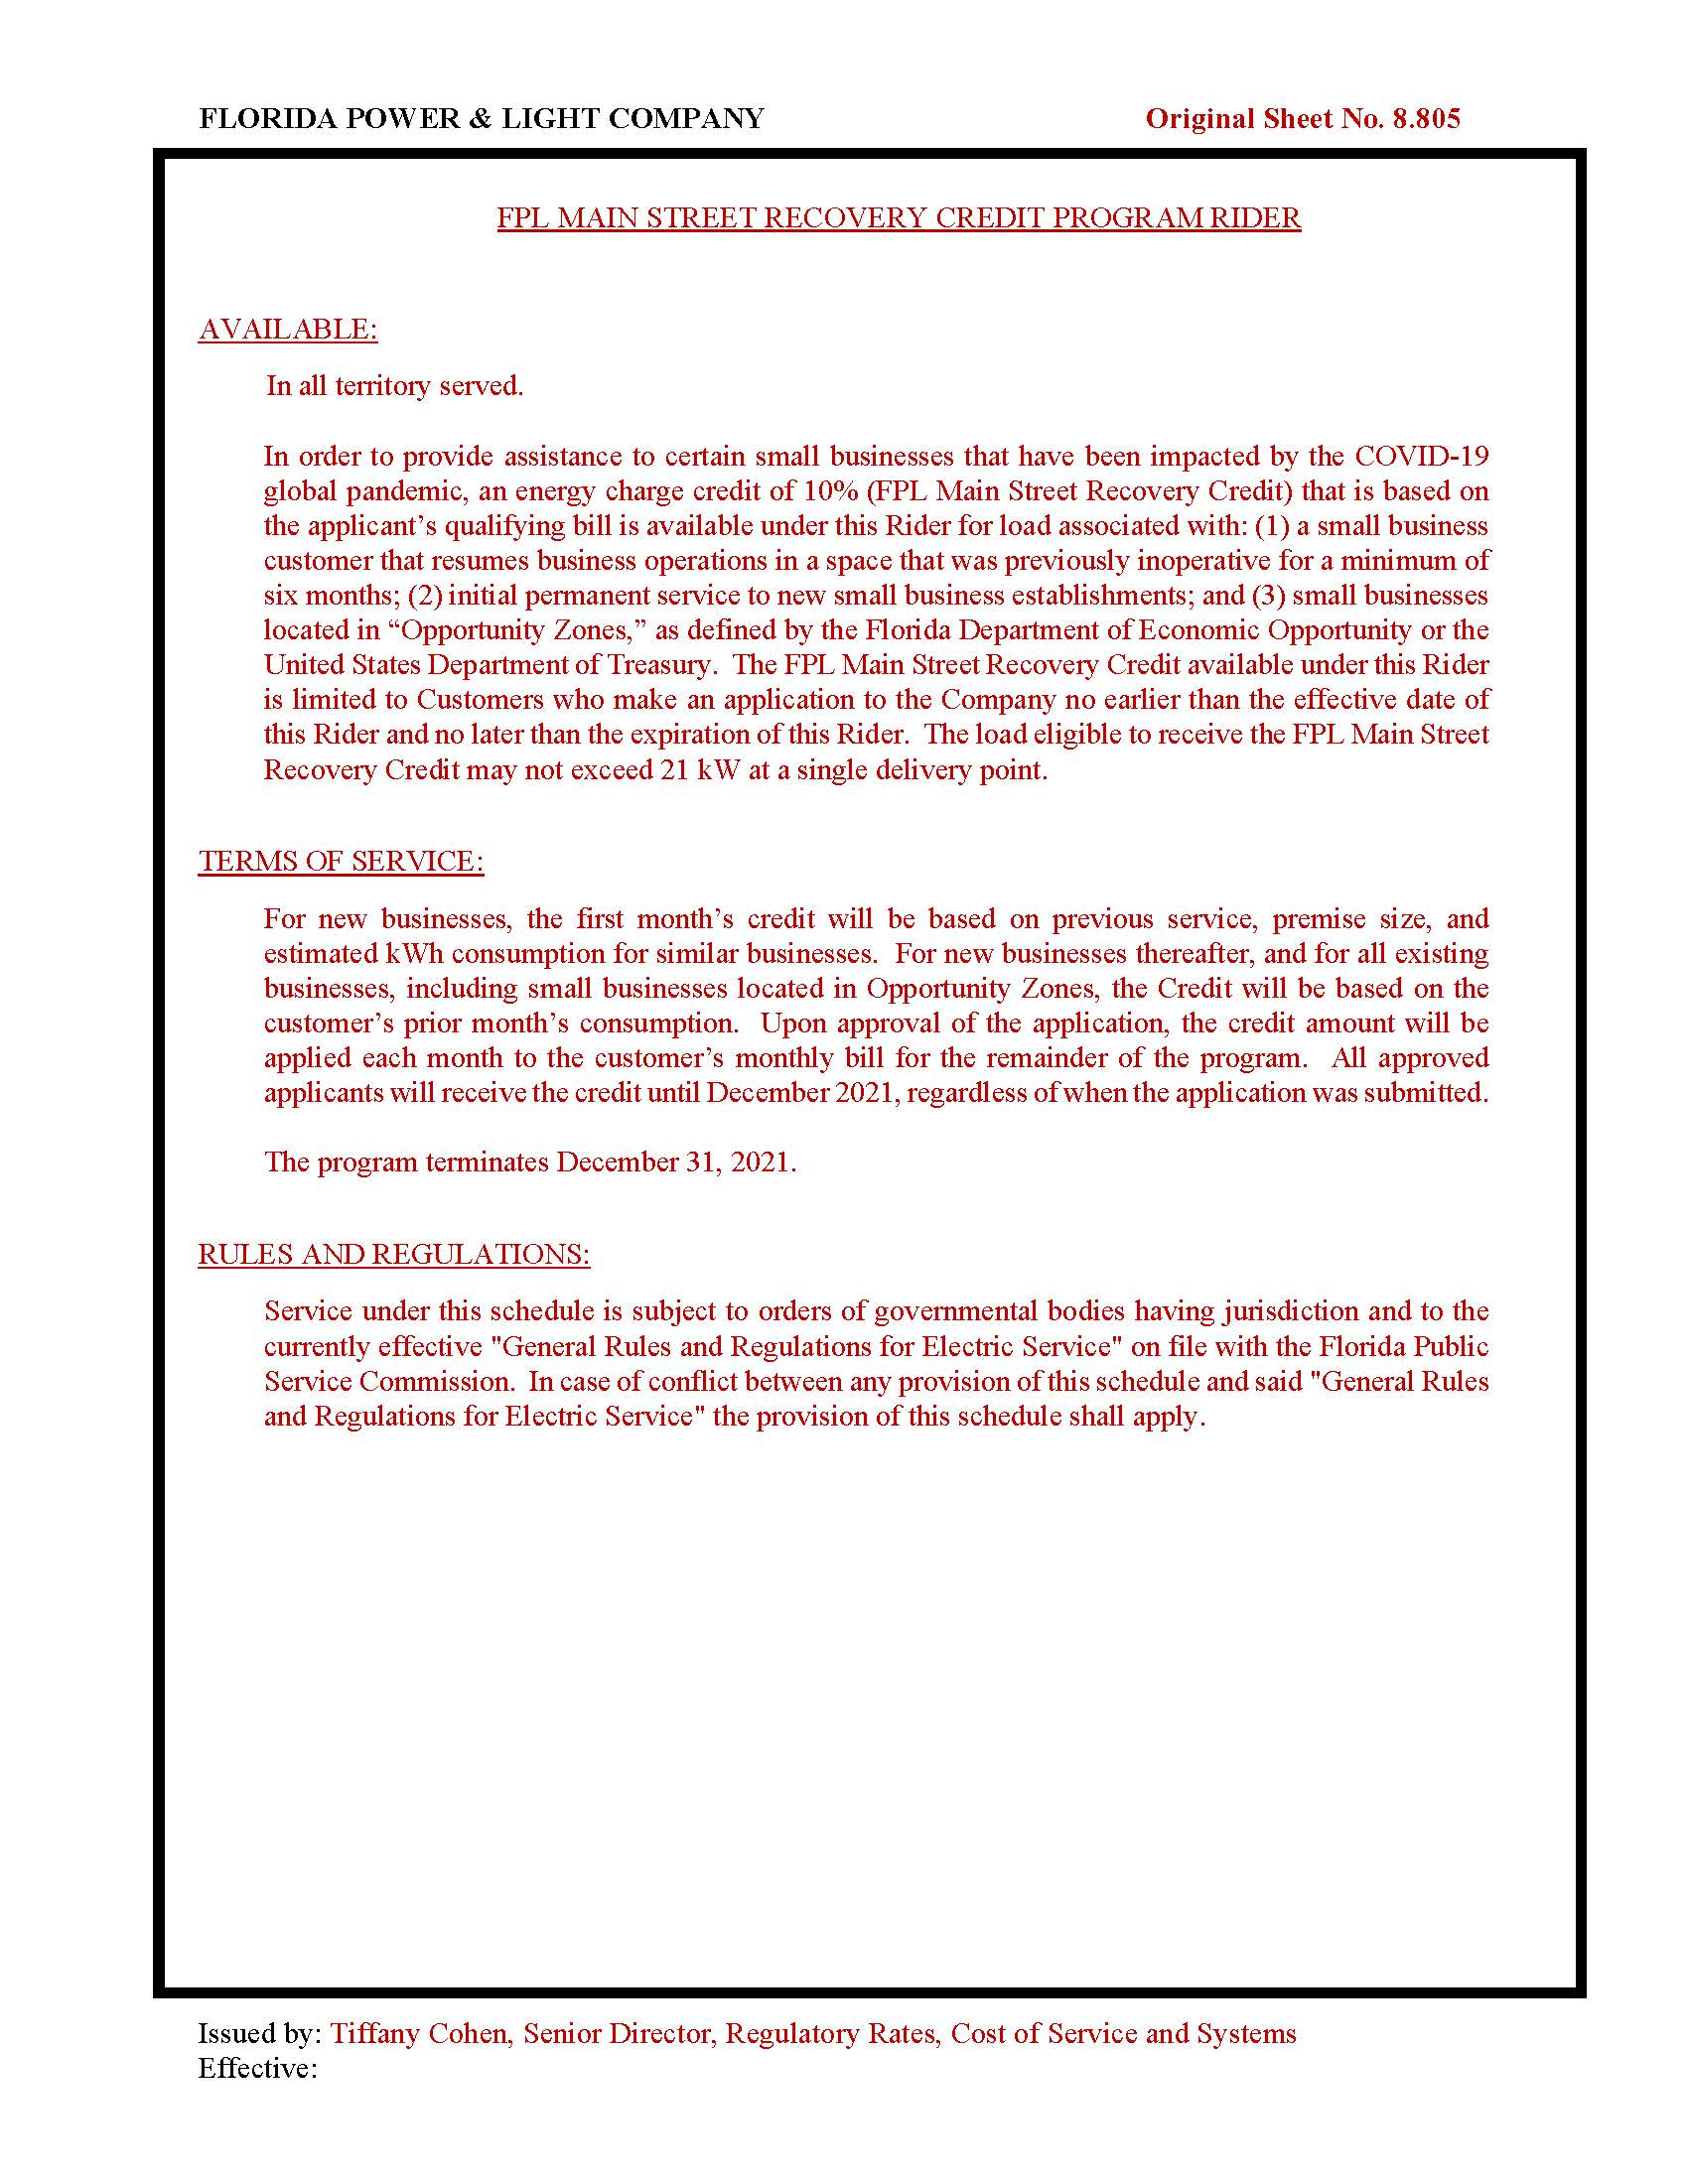 FLORIDA POWER & LIGHT COMPANY Original Sheet No. 8.805
FPL MAIN STREET RECOVERY CREDIT PROGRAM RIDER
AVAILABLE:
In all territory served.
In order to provide assistance to certain small businesses that have been impacted by the COVID-19
global pandemic, an energy charge credit of 10% (FPL Main Street Recovery Credit) that is based on
the applicant’s qualifying bill is available under this Rider for load associated with: (1) a small business
customer that resumes business operations in a space that was previously inoperative for a minimum of
six months; (2) initial permanent service to new small business establishments; and (3) small businesses
located in “Opportunity Zones,” as defined by the Florida Department of Economic Opportunity or the
United States Department of Treasury. The FPL Main Street Recovery Credit available under this Rider
is limited to Customers who make an application to the Company no earlier than the effective date of
this Rider and no later than the expiration of this Rider. The load eligible to receive the FPL Main Street
Recovery Credit may not exceed 21 kW at a single delivery point.
TERMS OF SERVICE:
For new businesses, the first month’s credit will be based on previous service, premise size, and
estimated kWh consumption for similar businesses. For new businesses thereafter, and for all existing
businesses, including small businesses located in Opportunity Zones, the Credit will be based on the
customer’s prior month’s consumption. Upon approval of the application, the credit amount will be
applied each month to the customer’s monthly bill for the remainder of the program. All approved
applicants will receive the credit until December 2021, regardless of when the application was submitted.
The program terminates December 31, 2021.
RULES AND REGULATIONS:
Service under this schedule is subject to orders of governmental bodies having jurisdiction and to the
currently effective "General Rules and Regulations for Electric Service" on file with the Florida Public
Service Commission. In case of conflict between any provision of this schedule and said "General Rules
and Regulations for Electric Service" the provision of this schedule shall apply.
Issued by: Tiffany Cohen, Senior Director, Regulatory Rates, Cost of Service and Systems
Effective: